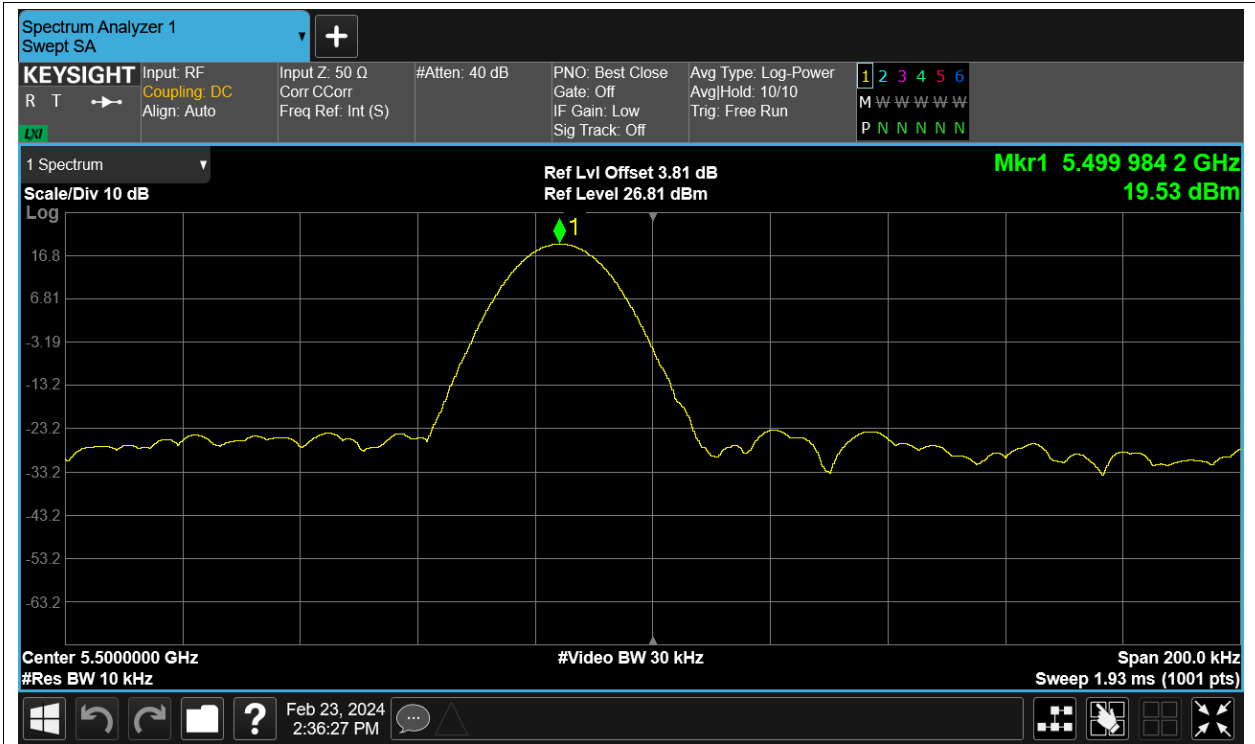 Spectrum Analyzer 1
Swept SA
KEYSIGHT
R T
LXI
Input: RF
Coupling: DC
Align: Auto
Input Z: 50 Ω
Corr CCorr
Freq Ref: Int (S)
#Atten: 40 dB
PNO: Best Close
Gate: Off
IF Gain: Low
Sig Track: Off
Avg Type: Log-Power
Avg|Hold: 10/10
Trig: Free Run
1 2 3 4 5 6
M W W W W W
P N N N N N
1 Spectrum
Scale/Div 10 dB
Log
Ref Lvl Offset 3.81 dB
Ref Level 26.81 dBm
Mkr1 5.499 984 2 GHz
19.53 dBm
1
16.8
6.81
-3.19
-13.2
-23.2
-33.2
-43.2
-53.2
-63.2
Center 5.5000000 GHz
#Res BW 10 kHz
#Video BW 30 kHz
Span 200.0 kHz
Sweep 1.93 ms (1001 pts)
?
Feb 23, 2024
2:36:27 PM